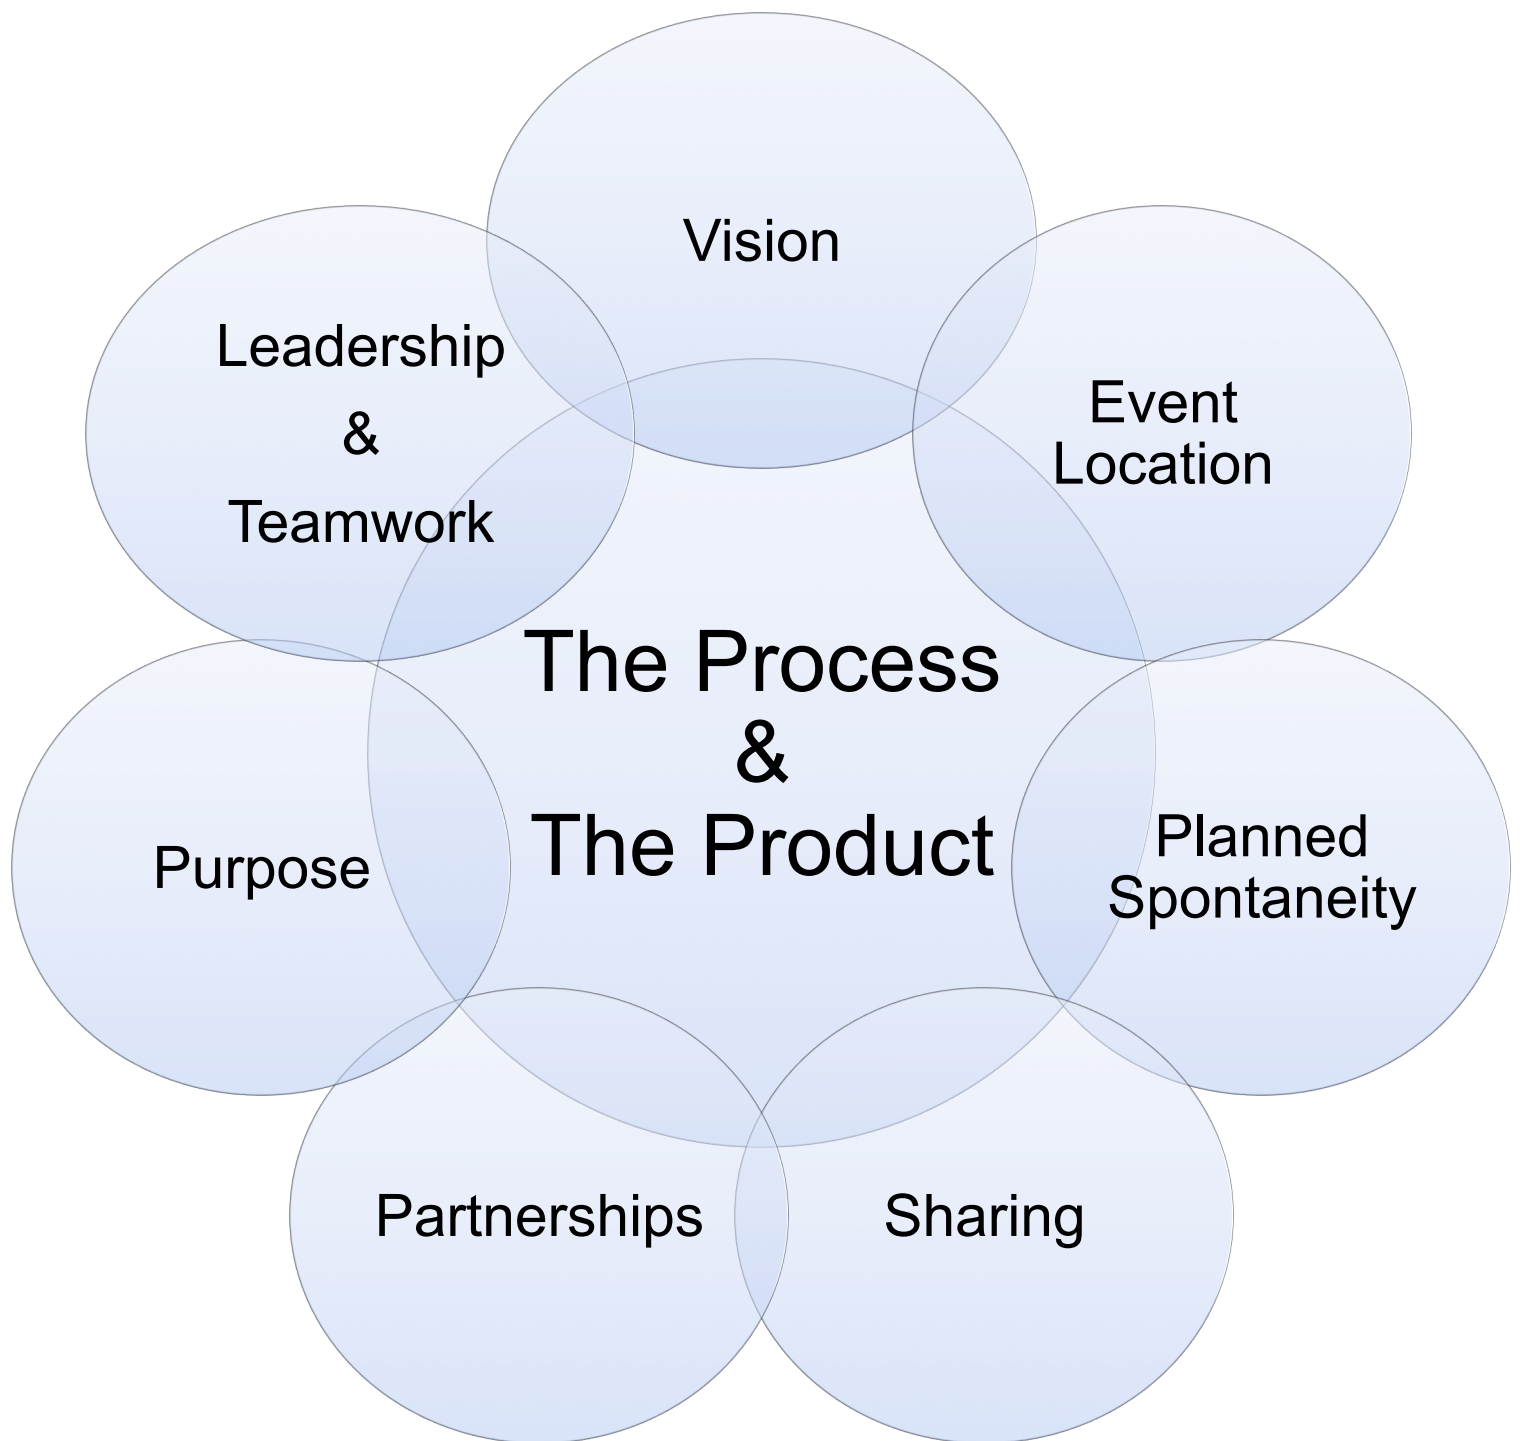 Vision
Leadership
&
Teamwork
Event
Location
The Process
&
The Product
Purpose
Planned
Spontaneity
Partnerships
Sharing